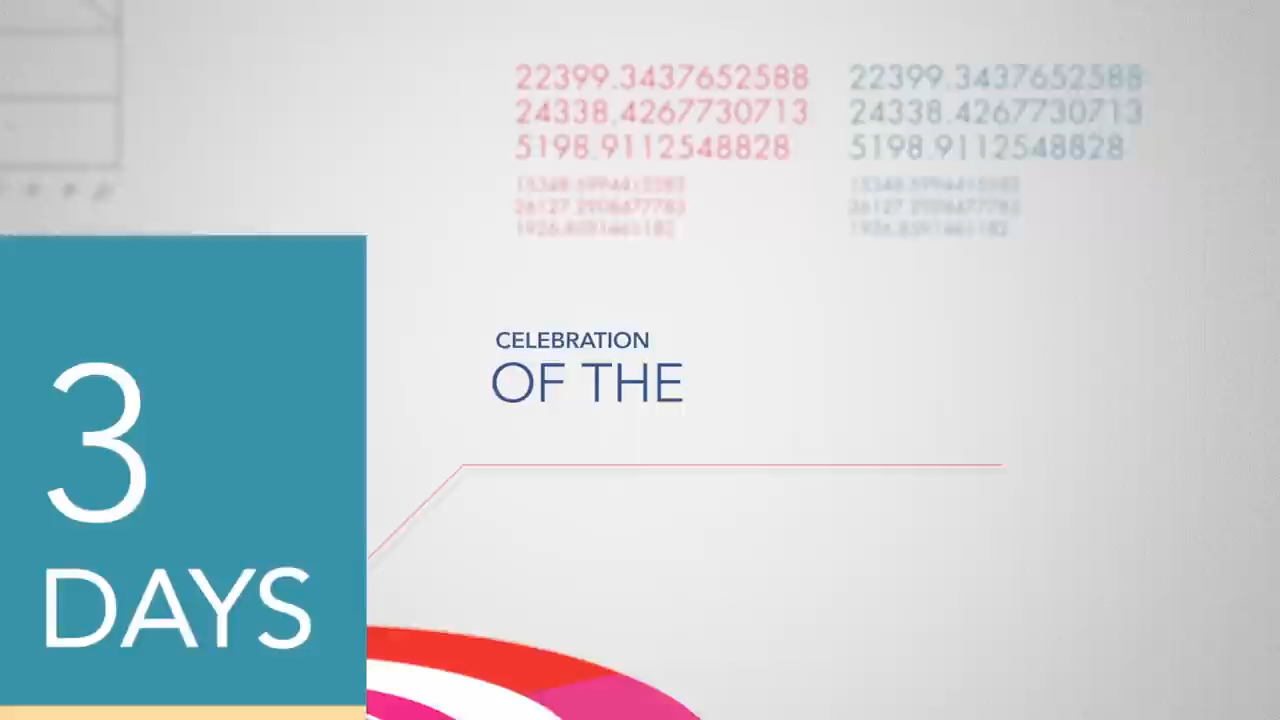 22399.3437652588 22399.3437652588
24338.4267730713 24338.4267730713
5198.9112548828 5198.9112548828
CELEBRATION
OF THE
3
DAYS